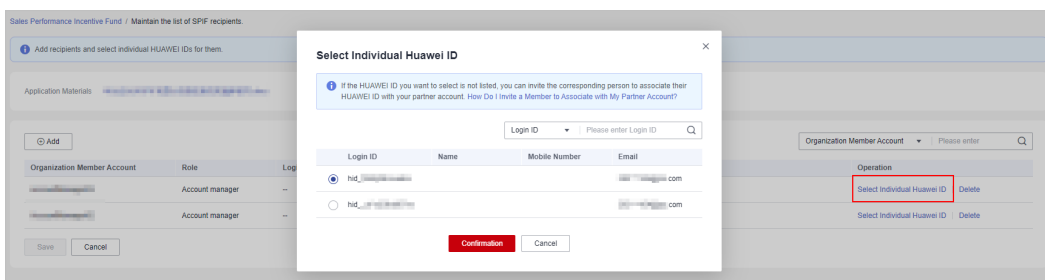 Sales Performance Incentive Fund / Maintain the list of SPIF recipients.
Add recipients and select individual HUAWEI IDs for them.
Application Materials
Add
Organization Member Account Please enter
Organization Member Account Role Logi Operation
Account manager -- Select Individual Huawei ID Delete
Account manager -- Select Individual Huawei ID Delete
Save Cancel
Select Individual Huawei ID
If the HUAWEI ID you want to select is not listed, you can invite the corresponding person to associate their
HUAWEI ID with your partner account. How Do I Invite a Member to Associate with My Partner Account?
Login ID Please enter Login ID
Login ID Name Mobile Number Email
hid_ com
hid_ com
Confirmation Cancel